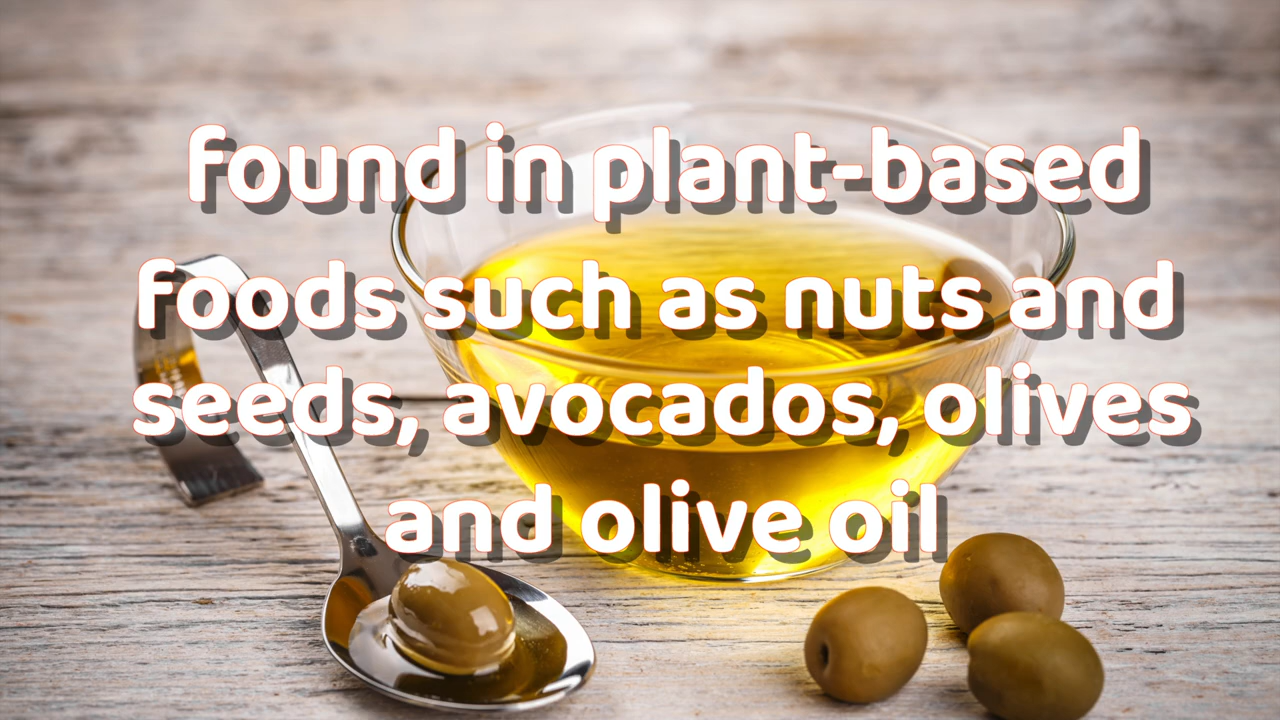 found in plant-based
foods such as nuts and
seeds, avocados, olives
and olive oil